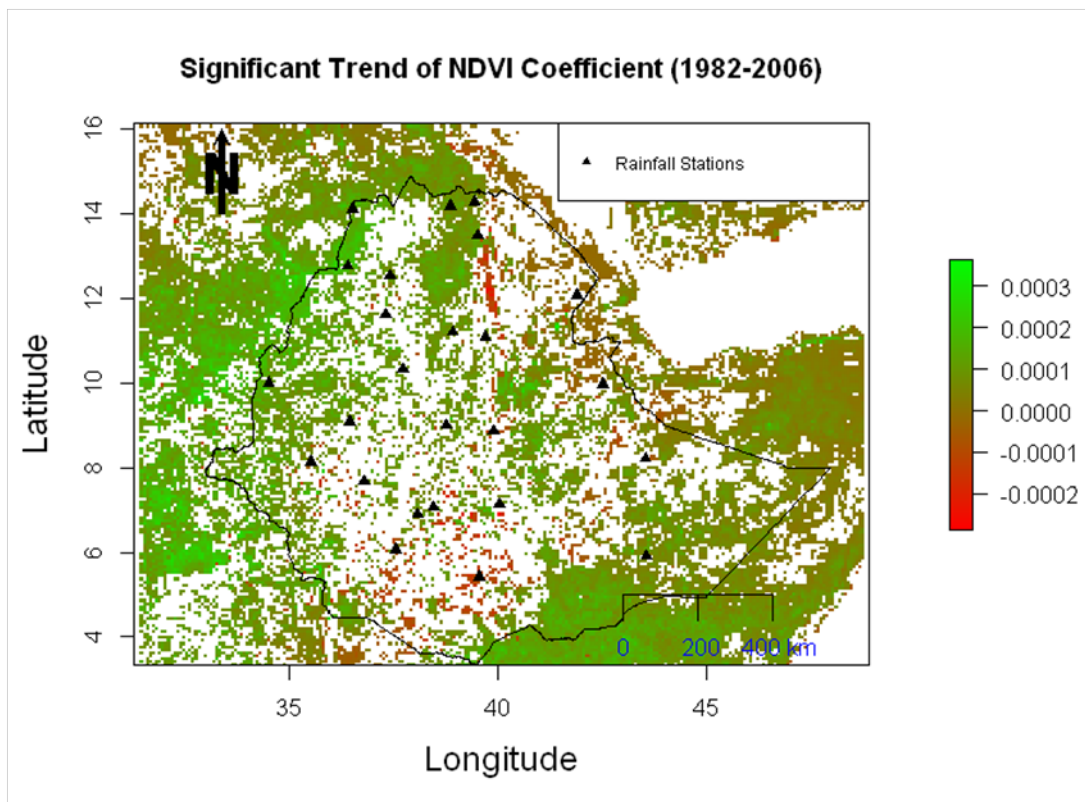 Significant Trend of NDVI Coefficient (1982-2006)
N
Rainfall Stations
Latitude
16
14
12
10
8
6
4
0.0003
0.0002
0.0001
0.0000
-0.0001
-0.0002
0 200 400 km
35 40 45
Longitude